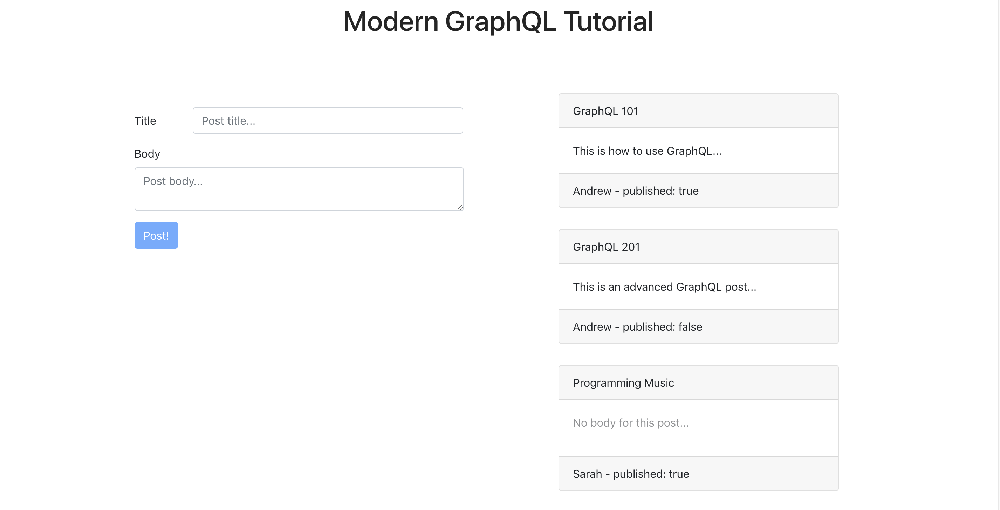 Modern GraphQL Tutorial
Title
Post title...
Body
Post body...
Post!
GraphQL 101
This is how to use GraphQL...
Andrew - published: true
GraphQL 201
This is an advanced GraphQL post...
Andrew - published: false
Programming Music
No body for this post...
Sarah - published: true